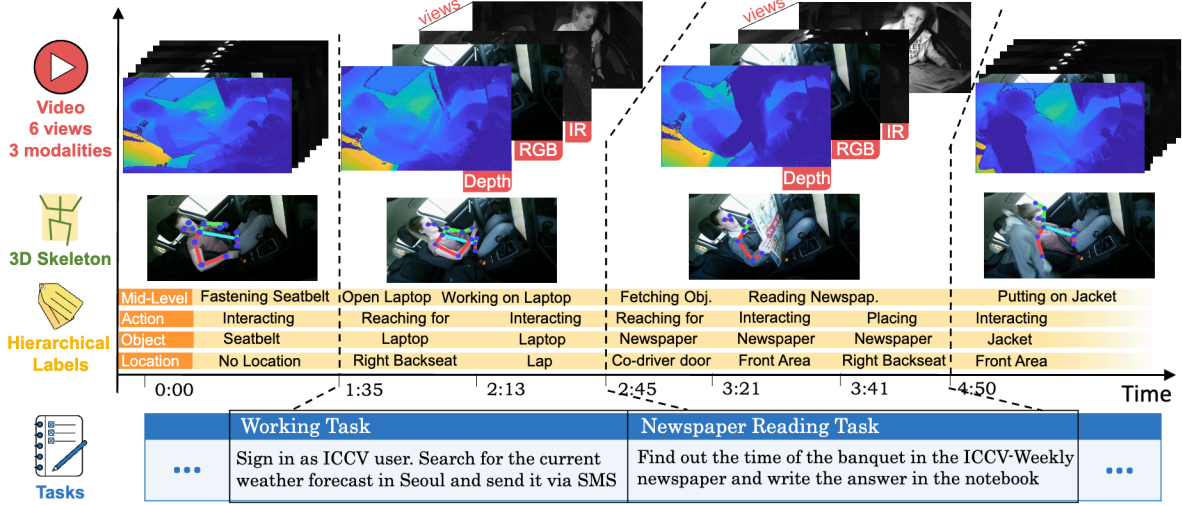 views
views
Video
6 views
3 modalities
IR
RGB
Depth
IR
RGB
Depth
3D Skeleton
Hierarchical
Labels
Mid-Level Fastening Seatbelt Open Laptop Working on Laptop Fetching Obj. Reading Newspap. Putting on Jacket
Action Interacting Reaching for Interacting Reaching for Interacting Placing Interacting
Object Seatbelt Laptop Laptop Newspaper Newspaper Newspaper Jacket
Location No Location Right Backseat Lap Co-driver door Front Area Right Backseat Front Area
0:00 1:35 2:13 2:45 3:21 3:41 4:50 Time
Tasks
...
Working Task
Sign in as ICCV user. Search for the current
weather forecast in Seoul and send it via SMS
Newspaper Reading Task
Find out the time of the banquet in the ICCV-Weekly
newspaper and write the answer in the notebook
...